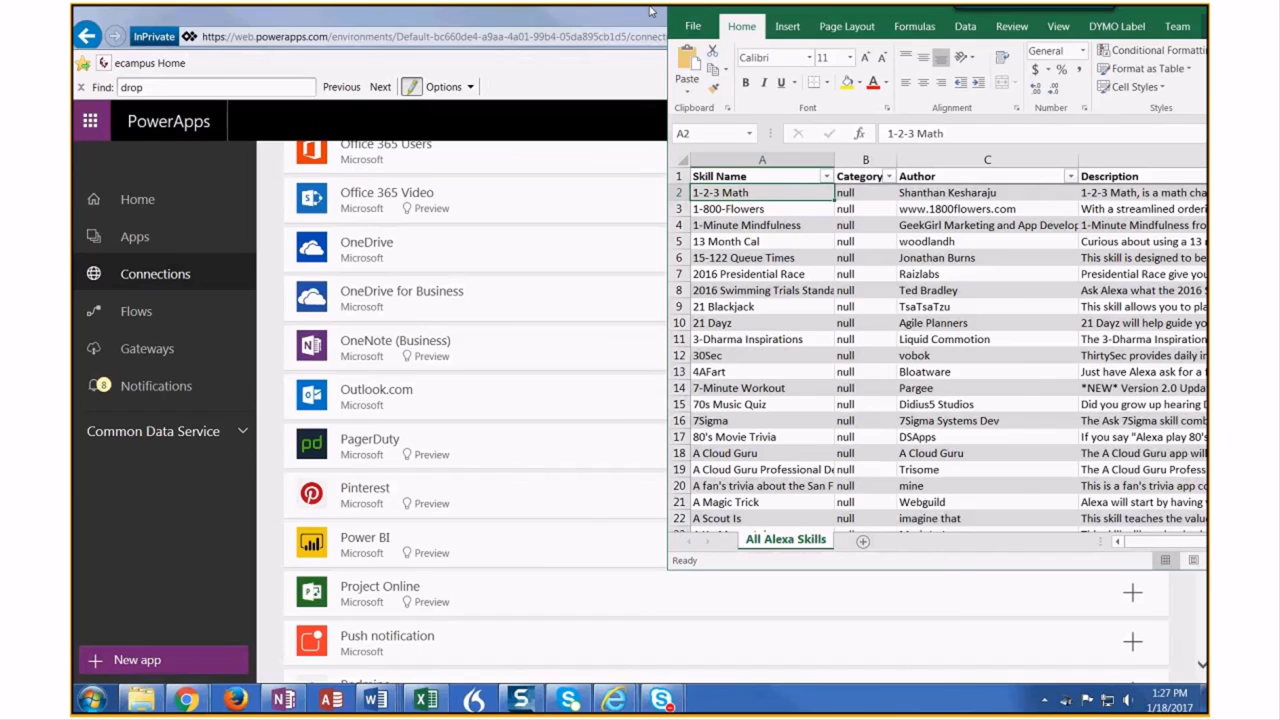 InPrivate
https://web.powerapps.com/environments/Default-bc660de4-a9aa-4a01-99b4-05da895cb1d5/connect
ecampus Home
x Find: drop Previous Next Options
PowerApps
Home
Apps
Connections
Flows
Gateways
8 Notifications
Common Data Service
New app
Office 365 Users
Microsoft
Office 365 Video
Microsoft Preview
OneDrive
Microsoft
OneDrive for Business
Microsoft
OneNote (Business)
Microsoft Preview
Outlook.com
Microsoft
PagerDuty
Microsoft Preview
Pinterest
Microsoft Preview
Power BI
Microsoft
Project Online
Microsoft Preview
Push notification
Microsoft
File Home Insert Page Layout Formulas Data Review View DYMO Label Team
Paste
Calibri 11
General
Conditional Formatti
Format as Table
Cell Styles
B I U
$ % ,
Clipboard Font Alignment Number Styles
A2 fx 1-2-3 Math
A B C
1 Skill Name Category Author Description
2 1-2-3 Math null Shanthan Kesharaju 1-2-3 Math, is a math cha
3 1-800-Flowers null www.1800flowers.com With a streamlined orderi
4 1-Minute Mindfulness null GeekGirl Marketing and App Develop 1-Minute Mindfulness fro
5 13 Month Cal null woodlandh Curious about using a 13
6 15-122 Queue Times null Jonathan Burns This skill is designed to be
7 2016 Presidential Race null Raizlabs Presidential Race give you
8 2016 Swimming Trials Standa null Ted Bradley Ask Alexa what the 2016 S
9 21 Blackjack null TsaTsaTzu This skill allows you to pla
10 21 Dayz null Agile Planners 21 Dayz will help guide yo
11 3-Dharma Inspirations null Liquid Commotion The 3-Dharma Inspiration
12 30Sec null vobok ThirtySec provides daily in
13 4AFart null Bloatware Just have Alexa ask for a f
14 7-Minute Workout null Pargee *NEW* Version 2.0 Upda
15 70s Music Quiz null Didius5 Studios Did you grow up hearing D
16 7Sigma null 7Sigma Systems Dev The Ask 7Sigma skill comb
17 80's Movie Trivia null DSApps If you say "Alexa play 80's
18 A Cloud Guru null A Cloud Guru The A Cloud Guru app will
19 A Cloud Guru Professional De null Trisome The A Cloud Guru Profess
20 A fan's trivia about the San F null mine This is a fan's trivia app co
21 A Magic Trick null Webguild Alexa will start by having y
22 A Scout Is null imagine that This skill teaches the value
All Alexa Skills
Ready
1:27 PM
1/18/2017